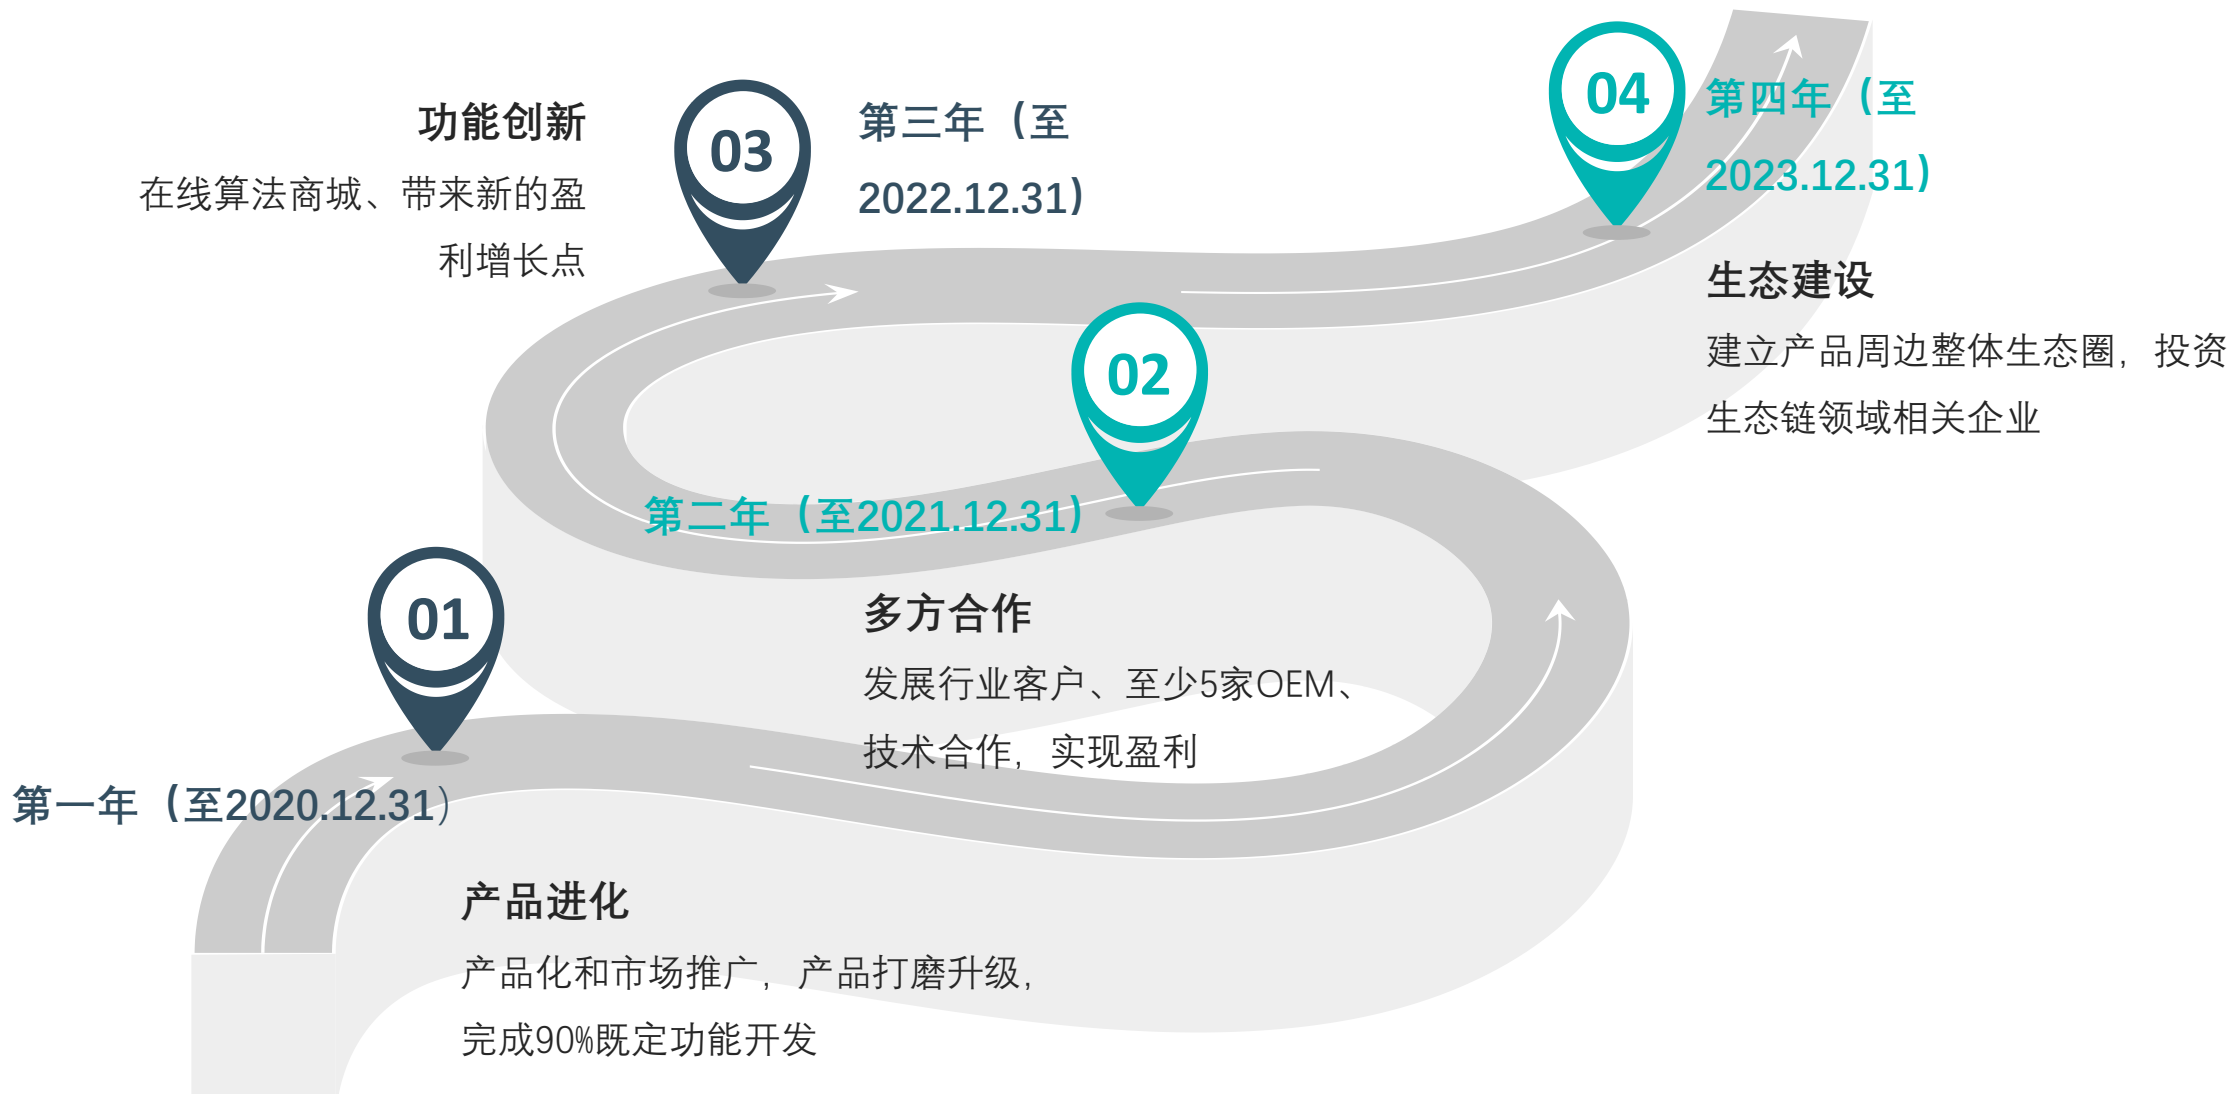 功能创新
在线算法商城、带来新的盈
利增长点
03
第三年（至
2022.12.31）
04
第四年（至
2023.12.31）
生态建设
建立产品周边整体生态圈，投资
生态链领域相关企业
02
第二年（至2021.12.31）
多方合作
发展行业客户、至少5家OEM、
技术合作，实现盈利
01
第一年（至2020.12.31）
产品进化
产品化和市场推广，产品打磨升级，
完成90%既定功能开发